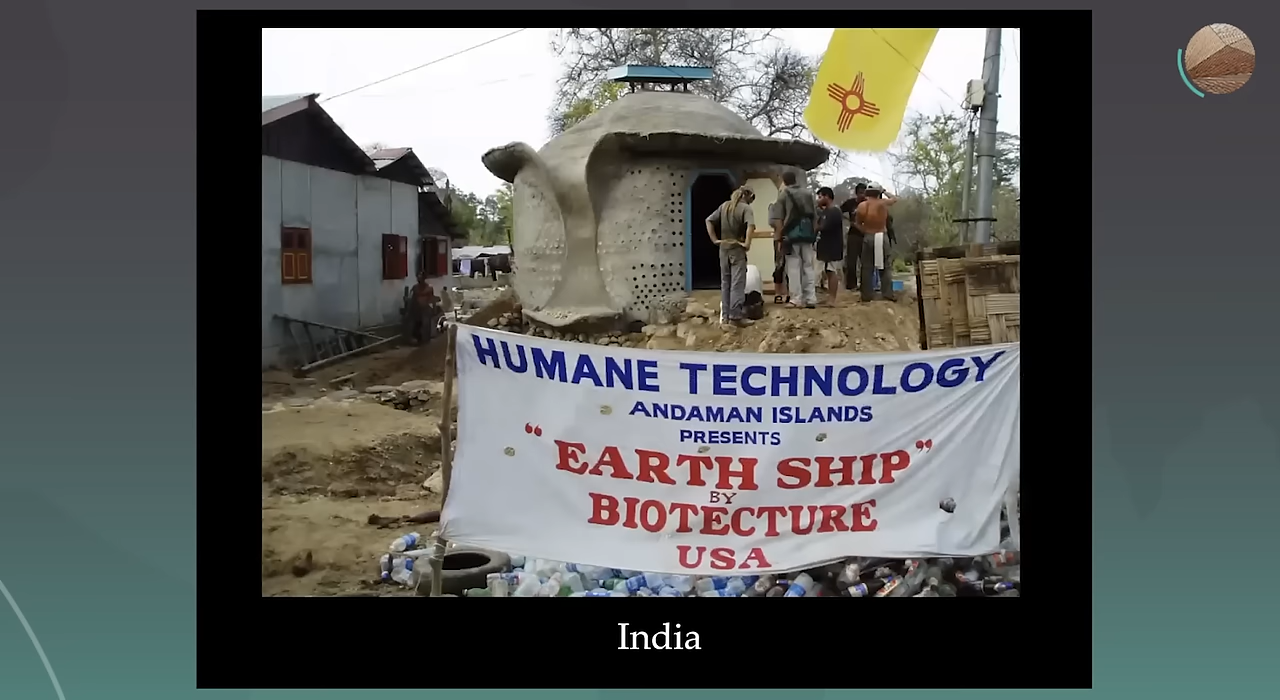 HUMANE TECHNOLOGY
ANDAMAN ISLANDS
PRESENTS
"EARTH SHIP"
BY
BIOTECTURE
USA
India